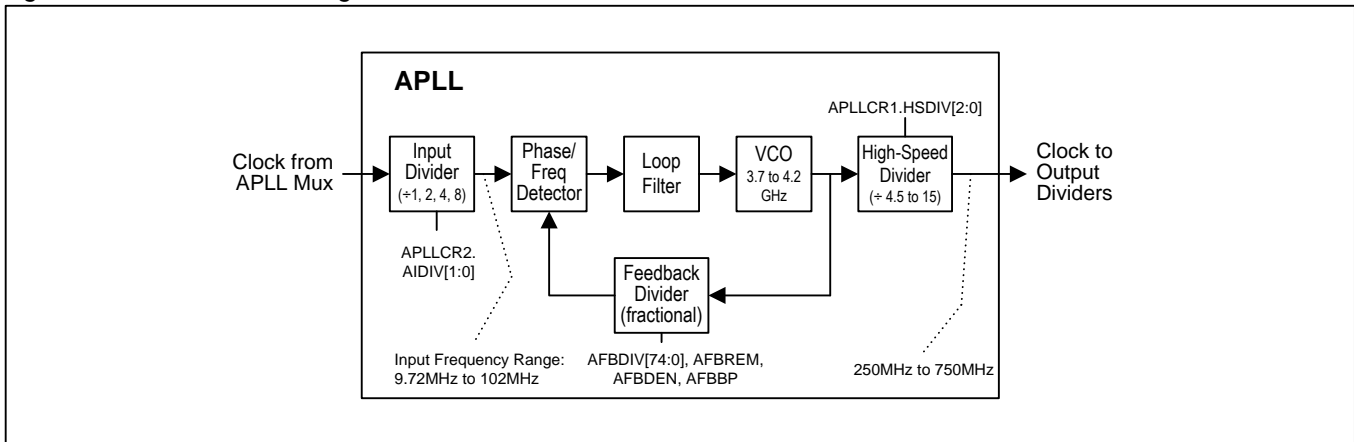 APLL
APLLCR1.HSDIV[2:0]
Clock from
APLL Mux
Input
Divider
(÷1, 2, 4, 8)
Phase/
Freq
Detector
Loop
Filter
VCO
3.7 to 4.2
GHz
High-Speed
Divider
(÷ 4.5 to 15)
Clock to
Output
Dividers
APLLCR2.
AIDIV[1:0]
Feedback
Divider
(fractional)
Input Frequency Range:
9.72MHz to 102MHz
AFBDIV[74:0], AFBREM,
AFBDEN, AFBBP
250MHz to 750MHz